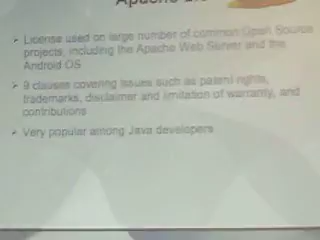 Apache
➢ License used on large number of common Open Source
projects, including the Apache Web Server and the
Android OS
➢ 9 clauses covering issues such as patent rights,
trademarks, disclaimer and limitation of warranty, and
contributions
➢ Very popular among Java developers